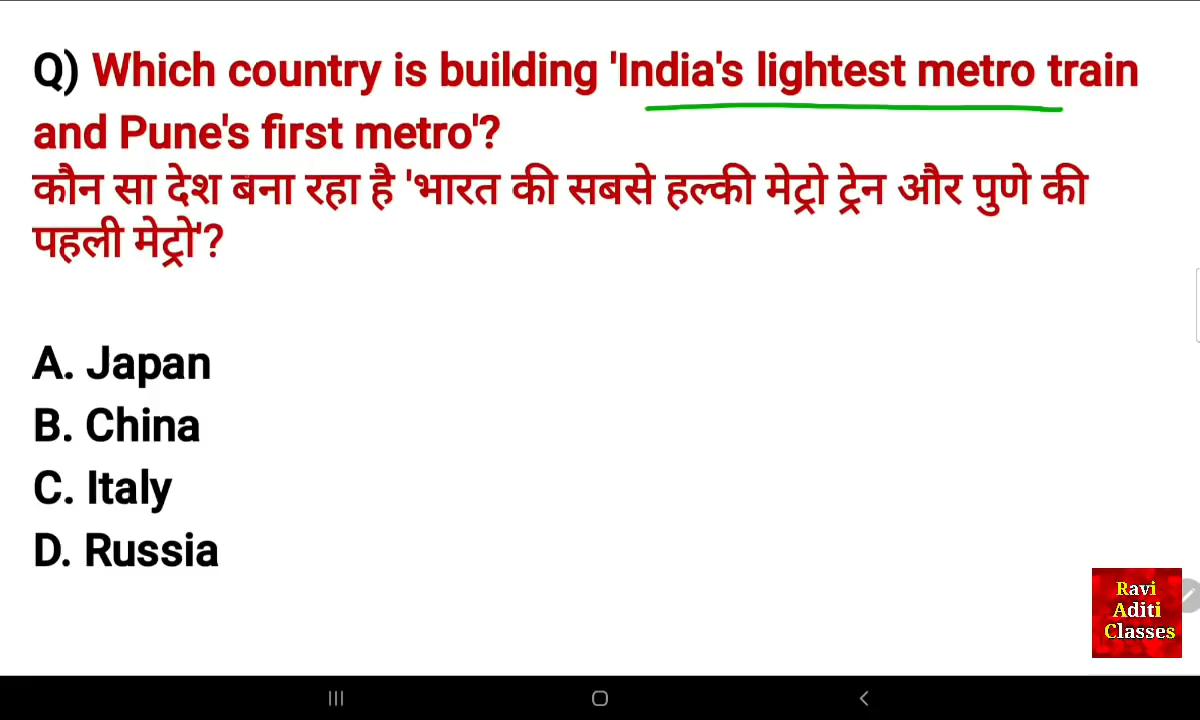 Q) Which country is building 'India's lightest metro train
and Pune's first metro'?
कौन सा देश बना रहा है 'भारत की सबसे हल्की मेट्रो ट्रेन और पुणे की
पहली मेट्रो'?
A. Japan
B. China
C. Italy
D. Russia
Ravi
Aditi
Classes